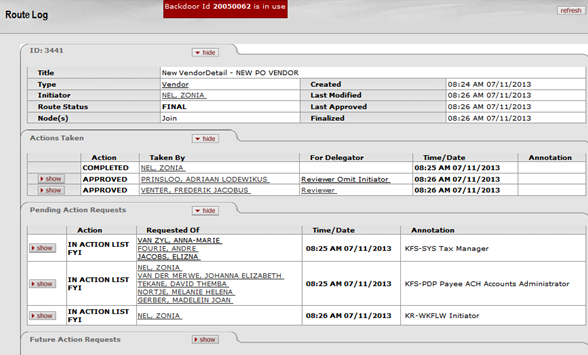 Route Log
Backdoor Id 20050062 is in use
refresh
ID: 3441
hide
Title New VendorDetail - NEW PO VENDOR
Type Vendor Created 08:24 AM 07/11/2013
Initiator NEL, ZONIA Last Modified 08:26 AM 07/11/2013
Route Status FINAL Last Approved 08:26 AM 07/11/2013
Node(s) Join Finalized 08:26 AM 07/11/2013
Actions Taken
hide
Action Taken By For Delegator Time/Date Annotation
COMPLETED NEL, ZONIA 08:25 AM 07/11/2013
show APPROVED PRINSLOO, ADRIAAN LODEWIKUS Reviewer Omit Initiator 08:26 AM 07/11/2013
show APPROVED VENTER, FREDERIK JACOBUS Reviewer 08:26 AM 07/11/2013
Pending Action Requests
hide
Action Requested Of Time/Date Annotation
show IN ACTION LIST
FYI
VAN ZYL, ANNA-MARIE
FOURIE, ANDRE
JACOBS, ELIZNA
08:25 AM 07/11/2013 KFS-SYS Tax Manager
show IN ACTION LIST
FYI
NEL, ZONIA
VAN DER MERWE, JOHANNA ELIZABETH
TEKANE, DAVID THEMBA
NORTJE, MELANIE HELENA
GERBER, MADELEIN JOAN
08:25 AM 07/11/2013 KFS-PDP Payee ACH Accounts Administrator
show IN ACTION LIST
FYI
NEL, ZONIA 08:25 AM 07/11/2013 KR-WKFLW Initiator
Future Action Requests
show